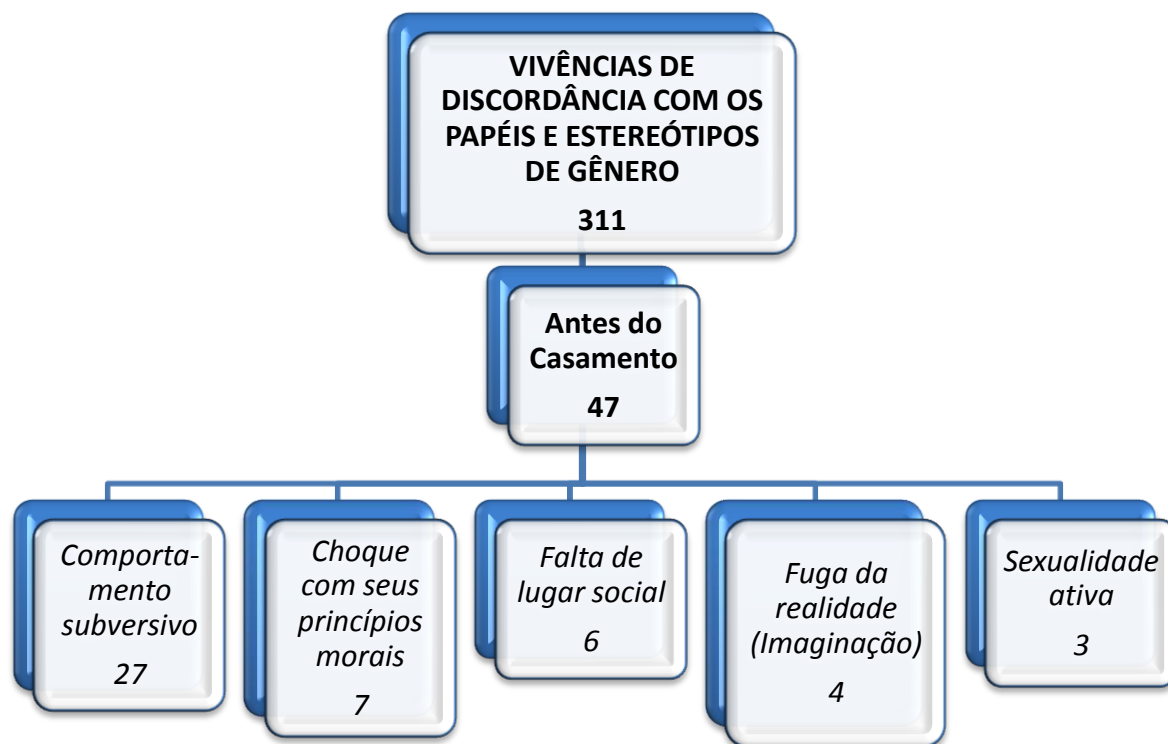 VIVÊNCIAS DE
DISCORDÂNCIA COM OS
PAPÉIS E ESTEREÓTIPOS
DE GÊNERO
311
Antes do
Casamento
47
Comporta-
mento
subversivo
27
Choque
com seus
princípios
morais
7
Falta de
lugar social
6
Fuga da
realidade
(Imaginação)
4
Sexualidade
ativa
3